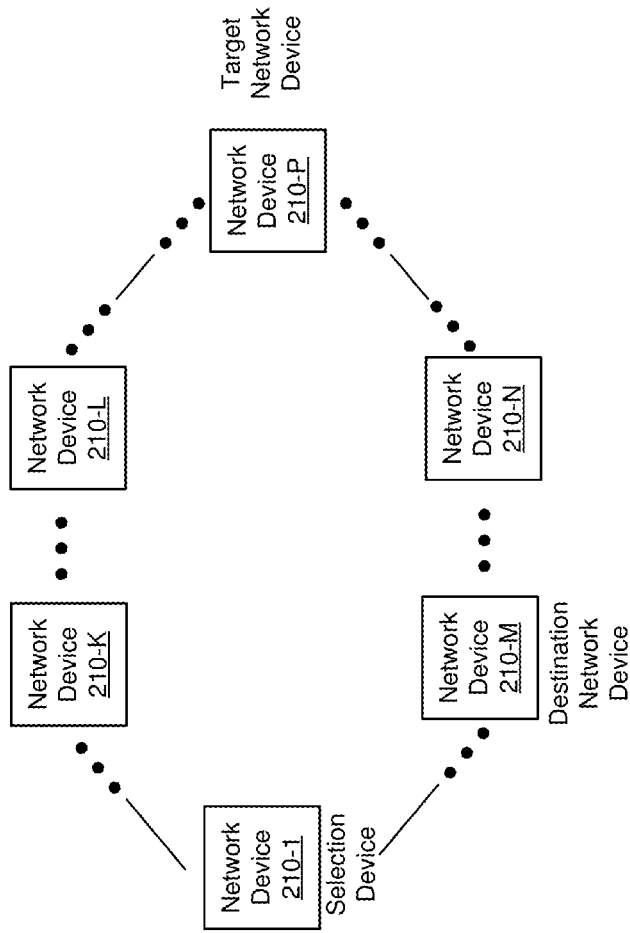 Network
Device
210-K
Network
Device
210-L
Network
Device
210-1
Selection
Device
Network
Device
210-P
Target
Network
Device
Network
Device
210-M
Destination
Network
Device
Network
Device
210-N